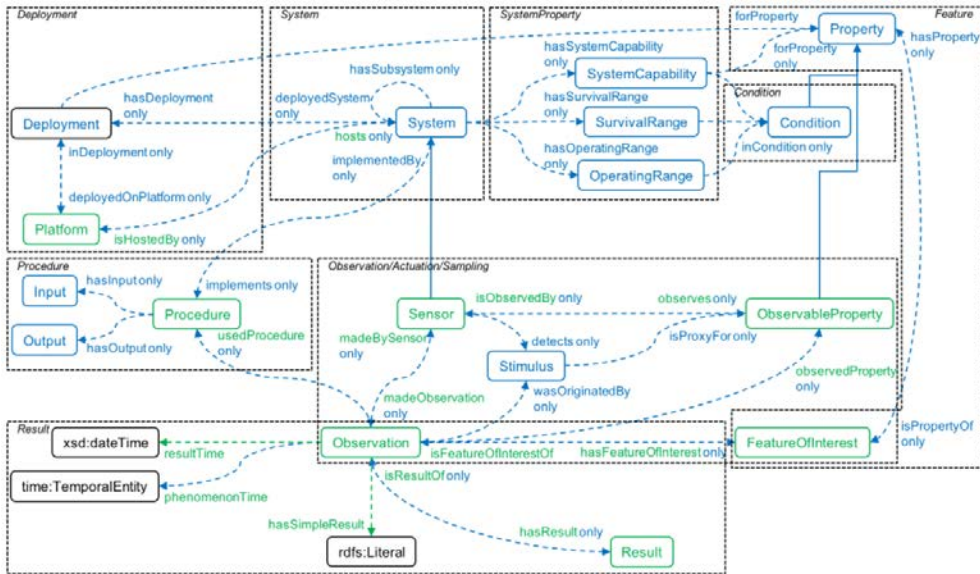 Deployment
System
SystemProperty
Feature
forProperty
Property
hasProperty
only
hasSystemCapability
only
forProperty
only
SystemCapability
hasSubsystem only
Condition
hasDeployment
only
deployedSystem
only
hasSurvivalRange
only
Deployment
System
SurvivalRange
Condition
hosts only
implementedBy
only
hasOperatingRange
only
inCondition only
inDeployment only
OperatingRange
deployedOnPlatform only
Platform
isHostedBy only
Procedure
Observation/Actuation/Sampling
Input
hasInput only
implements only
isObservedBy only
observes only
Procedure
Sensor
ObservableProperty
usedProcedure
only
madeBySensor
only
Output
hasOutput only
detects only
isProxyFor only
Stimulus
observedProperty
only
madeObservation
only
wasOriginatedBy
only
Result
xsd:dateTime
Observation
FeatureOfInterest
isPropertyOf
only
resultTime
isFeatureOfInterestOf
hasFeatureOfInterest only
isResultOf only
time:TemporalEntity
phenomenonTime
hasSimpleResult
hasResult only
rdfs:Literal
Result